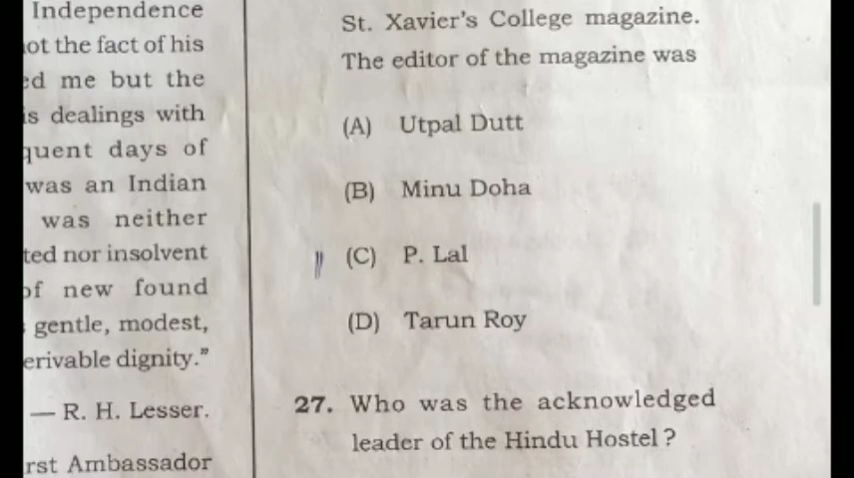 Independence
ot the fact of his
ed me but the
is dealings with
quent days of
was an Indian
was neither
ted nor insolvent
of new found
gentle, modest,
erivable dignity."
— R. H. Lesser.
rst Ambassador
St. Xavier's College magazine.
The editor of the magazine was
(A) Utpal Dutt
(B) Minu Doha
(C) P. Lal
(D) Tarun Roy
27. Who was the acknowledged
leader of the Hindu Hostel ?